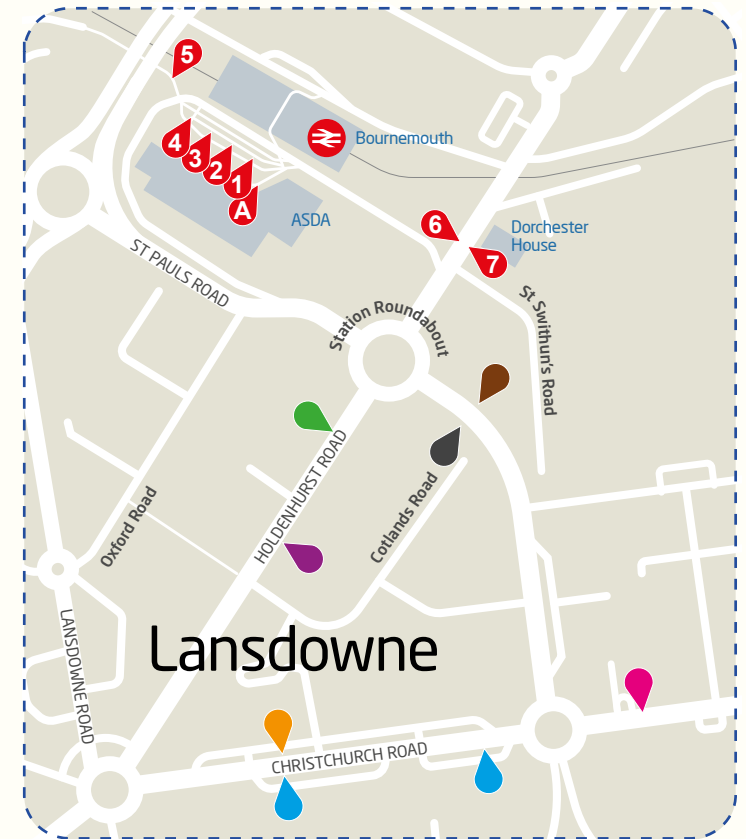 5
4
3
2
1
A
Bournemouth
ASDA
6
7
Dorchester
House
ST PAULS ROAD
Station Roundabout
St Swithun's Road
HOLDENHURST ROAD
Oxford Road
Cotlands Road
LANSDOWNE ROAD
Lansdowne
CHRISTCHURCH ROAD